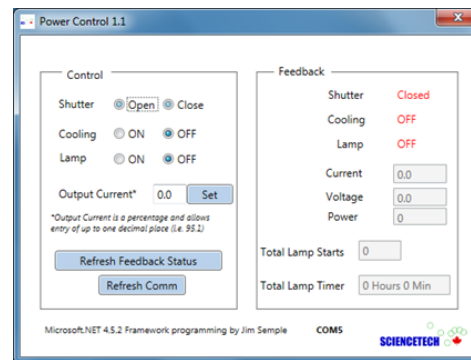 Power Control 1.1
Control
Shutter Open Close
Cooling ON OFF
Lamp ON OFF
Output Current* 0.0 Set
*Output Current is a percentage and allows
entry of up to one decimal place (i.e. 95.1)
Refresh Feedback Status
Refresh Comm
Feedback
Shutter Closed
Cooling OFF
Lamp OFF
Current 0.0
Voltage 0.0
Power 0
Total Lamp Starts 0
Total Lamp Timer 0 Hours 0 Min
Microsoft.NET 4.5.2 Framework programming by Jim Semple COM5
SCIENCETECH